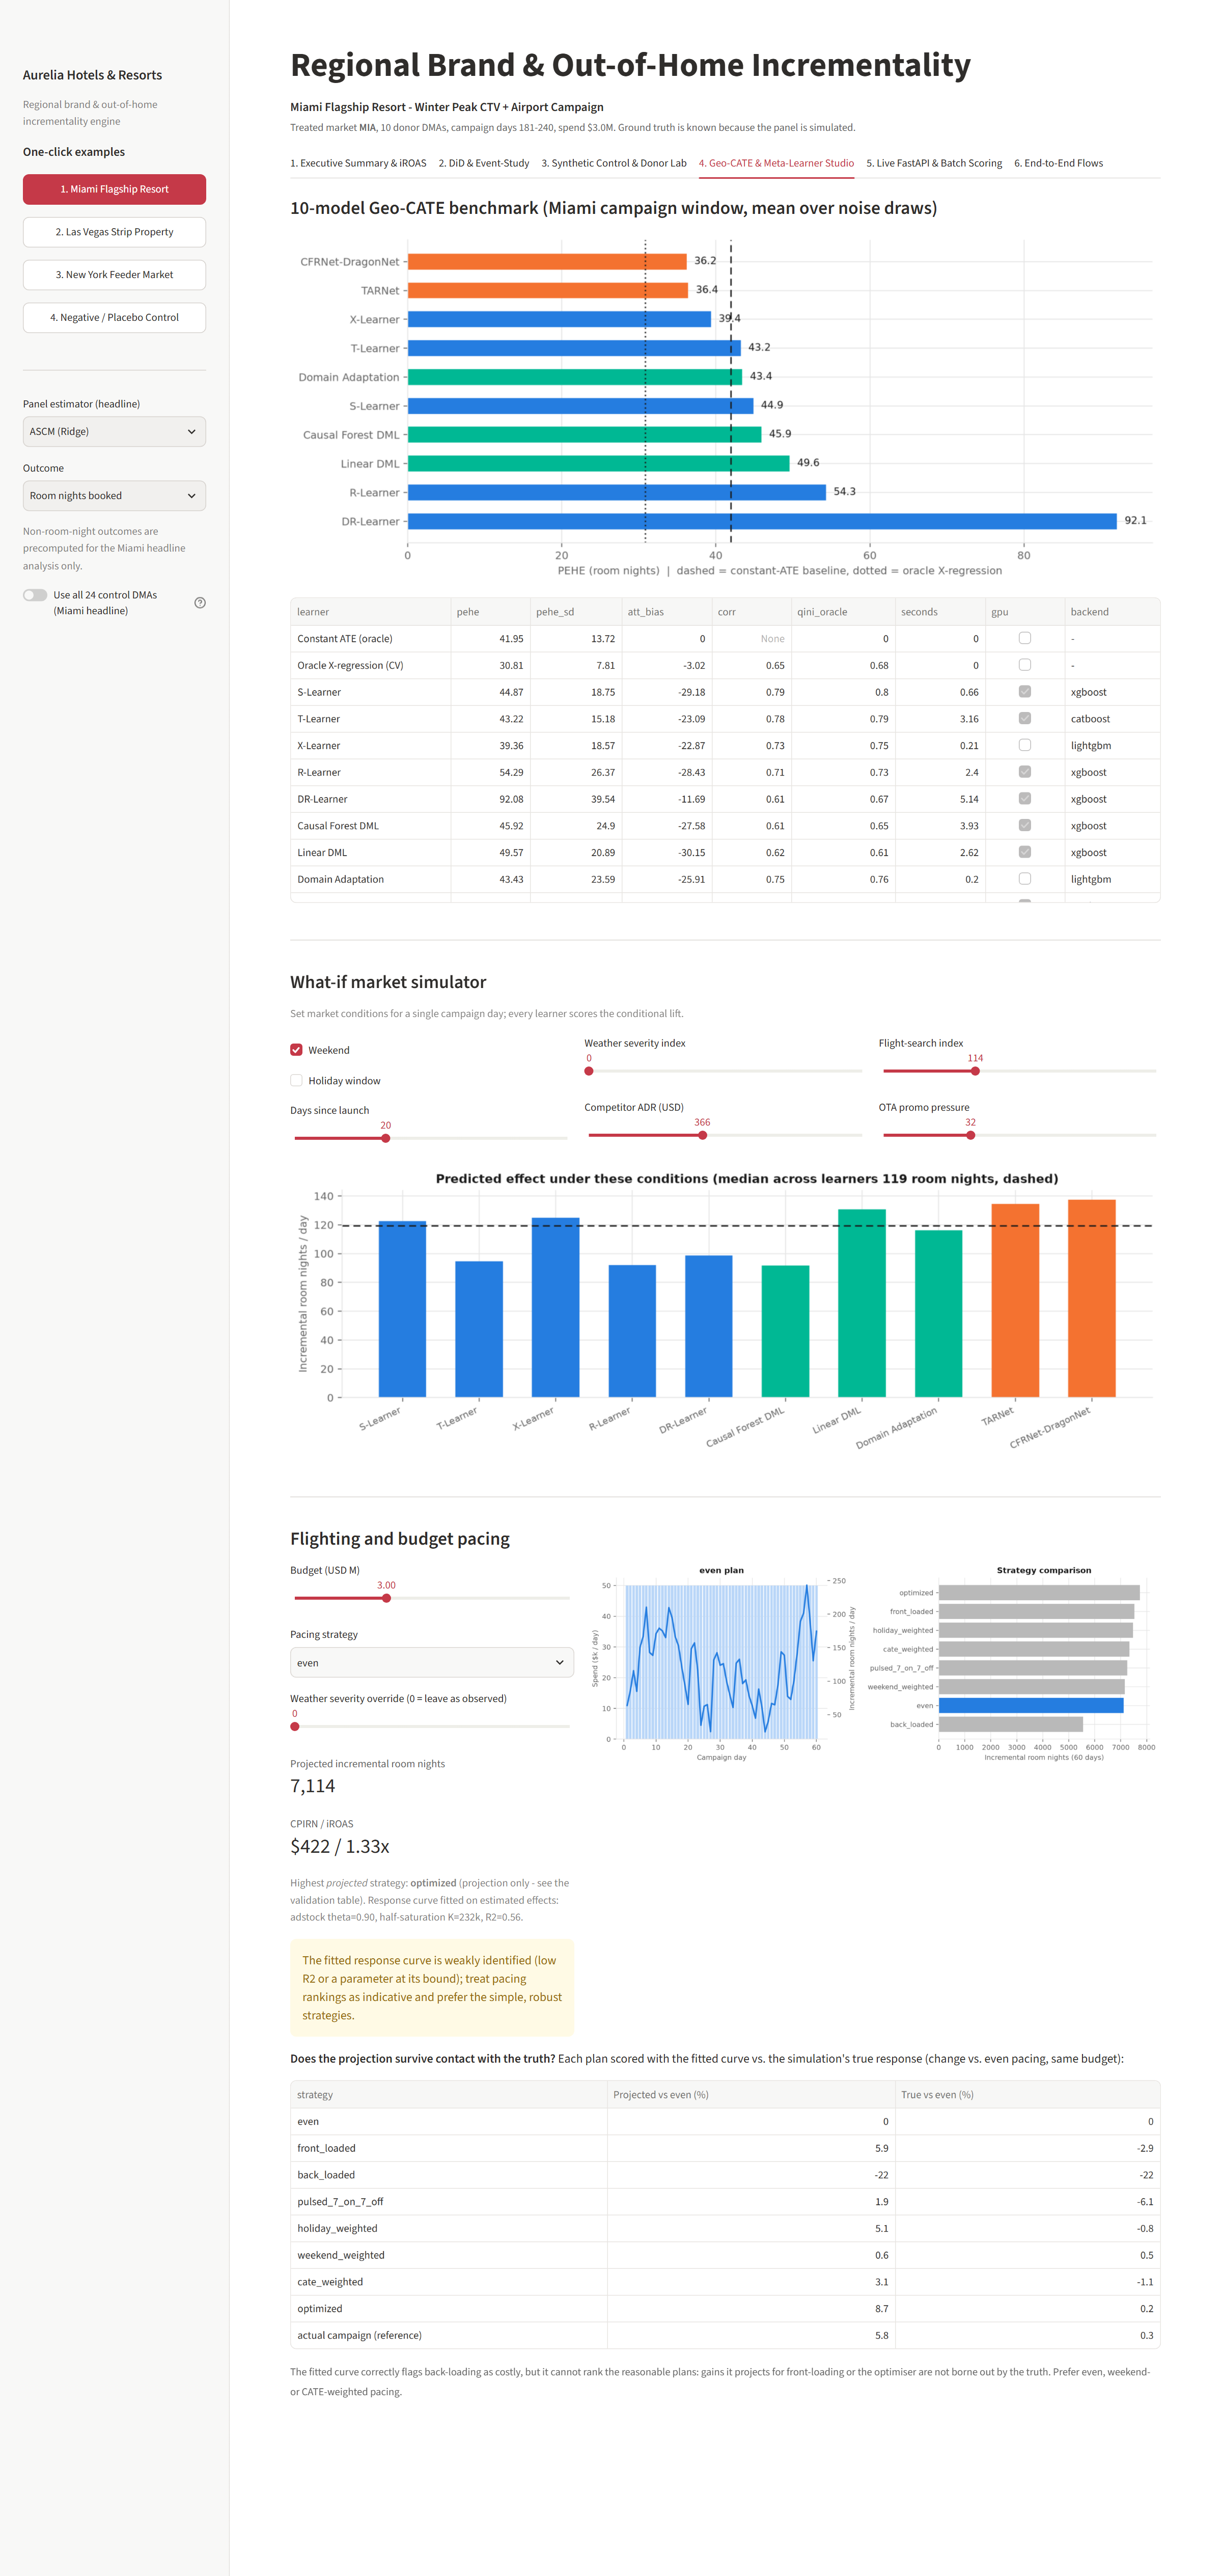 Aurelia Hotels & Resorts
Regional brand & out-of-home
incrementality engine
One-click examples
1. Miami Flagship Resort
2. Las Vegas Strip Property
3. New York Feeder Market
4. Negative / Placebo Control
Panel estimator (headline)
ASCM (Ridge)
Outcome
Room nights booked
Non-room-night outcomes are
precomputed for the Miami headline
analysis only.
Use all 24 control DMAs
(Miami headline)
Regional Brand & Out-of-Home Incrementality
Miami Flagship Resort - Winter Peak CTV + Airport Campaign
Treated market MIA, 10 donor DMAs, campaign days 181-240, spend $3.0M. Ground truth is known because the panel is simulated.
1. Executive Summary & iROAS 2. DiD & Event-Study 3. Synthetic Control & Donor Lab 4. Geo-CATE & Meta-Learner Studio 5. Live FastAPI & Batch Scoring 6. End-to-End Flows
10-model Geo-CATE benchmark (Miami campaign window, mean over noise draws)
CFRNet-DragonNet 36.2
TARNet 36.4
X-Learner 39.4
T-Learner 43.2
Domain Adaptation 43.4
S-Learner 44.9
Causal Forest DML 45.9
Linear DML 49.6
R-Learner 54.3
DR-Learner 92.1
0 20 40 60 80
PEHE (room nights) | dashed = constant-ATE baseline, dotted = oracle X-regression
learner pehe pehe_sd att_bias corr qini_oracle seconds gpu backend
Constant ATE (oracle) 41.95 13.72 0 None 0 0 -
Oracle X-regression (CV) 30.81 7.81 -3.02 0.65 0.68 0 -
S-Learner 44.87 18.75 -29.18 0.79 0.8 0.66 xgboost
T-Learner 43.22 15.18 -23.09 0.78 0.79 3.16 catboost
X-Learner 39.36 18.57 -22.87 0.73 0.75 0.21 lightgbm
R-Learner 54.29 26.37 -28.43 0.71 0.73 2.4 xgboost
DR-Learner 92.08 39.54 -11.69 0.61 0.67 5.14 xgboost
Causal Forest DML 45.92 24.9 -27.58 0.61 0.65 3.93 xgboost
Linear DML 49.57 20.89 -30.15 0.62 0.61 2.62 xgboost
Domain Adaptation 43.43 23.59 -25.91 0.75 0.76 0.2 lightgbm
What-if market simulator
Set market conditions for a single campaign day; every learner scores the conditional lift.
Weekend
Holiday window
Days since launch
20
Weather severity index
0
Competitor ADR (USD)
366
Flight-search index
114
OTA promo pressure
32
Predicted effect under these conditions (median across learners 119 room nights, dashed)
Incremental room nights / day
140
120
100
80
60
40
20
0
S-Learner T-Learner X-Learner R-Learner DR-Learner Causal Forest DML Linear DML Domain Adaptation TARNet CFRNet-DragonNet
Flighting and budget pacing
Budget (USD M)
3.00
Pacing strategy
even
Weather severity override (0 = leave as observed)
0
Projected incremental room nights
7,114
CPIRN / iROAS
$422 / 1.33x
Highest projected strategy: optimized (projection only - see the
validation table). Response curve fitted on estimated effects:
adstock theta=0.90, half-saturation K=232k, R2=0.56.
The fitted response curve is weakly identified (low
R2 or a parameter at its bound); treat pacing
rankings as indicative and prefer the simple, robust
strategies.
even plan
Spend ($k / day)
50
40
30
20
10
0
250
200
150
100
50
Incremental room nights / day
0 10 20 30 40 50 60
Campaign day
Strategy comparison
optimized
front_loaded
holiday_weighted
cate_weighted
pulsed_7_on_7_off
weekend_weighted
even
back_loaded
0 1000 2000 3000 4000 5000 6000 7000 8000
Incremental room nights (60 days)
Does the projection survive contact with the truth? Each plan scored with the fitted curve vs. the simulation's true response (change vs. even pacing, same budget):
strategy Projected vs even (%) True vs even (%)
even 0 0
front_loaded 5.9 -2.9
back_loaded -22 -22
pulsed_7_on_7_off 1.9 -6.1
holiday_weighted 5.1 -0.8
weekend_weighted 0.6 0.5
cate_weighted 3.1 -1.1
optimized 8.7 0.2
actual campaign (reference) 5.8 0.3
The fitted curve correctly flags back-loading as costly, but it cannot rank the reasonable plans: gains it projects for front-loading or the optimiser are not borne out by the truth. Prefer even, weekend-
or CATE-weighted pacing.